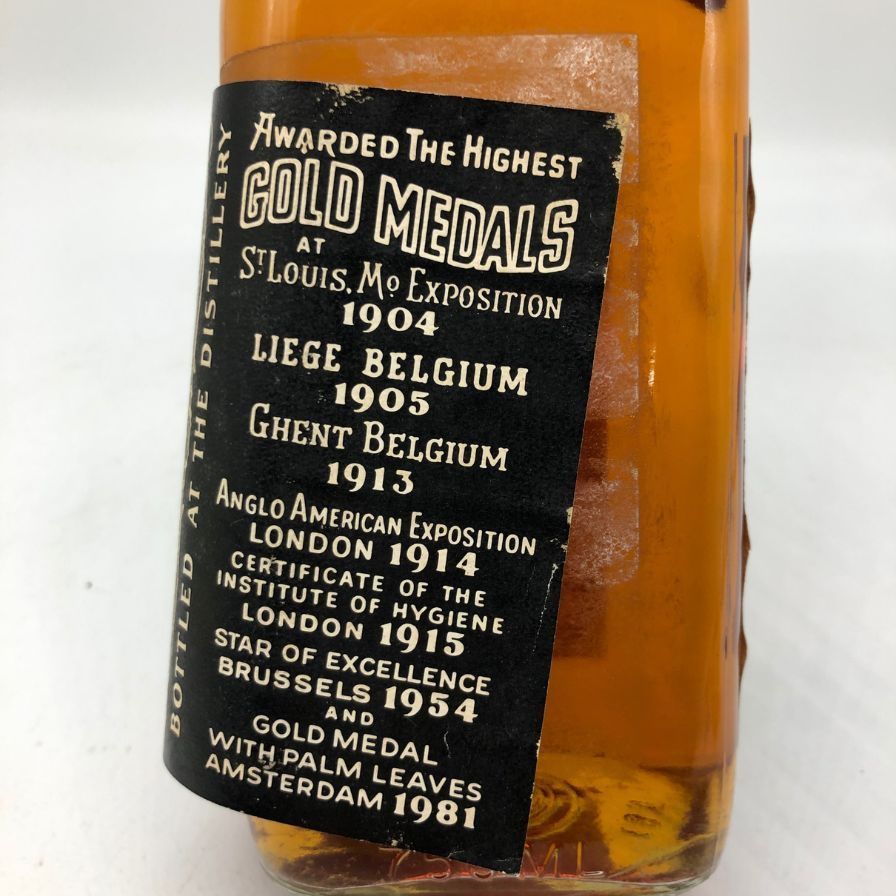 AWARDED THE HIGHEST
GOLD MEDALS
AT
ST LOUIS, MO EXPOSITION
1904
LIEGE BELGIUM
1905
GHENT BELGIUM
1913
ANGLO AMERICAN EXPOSITION
LONDON 1914
CERTIFICATE OF THE
INSTITUTE OF HYGIENE
LONDON 1915
STAR OF EXCELLENCE
BRUSSELS 1954
AND
GOLD MEDAL
WITH PALM LEAVES
AMSTERDAM 1981
BOTTLED AT THE DISTILLERY
750 ML